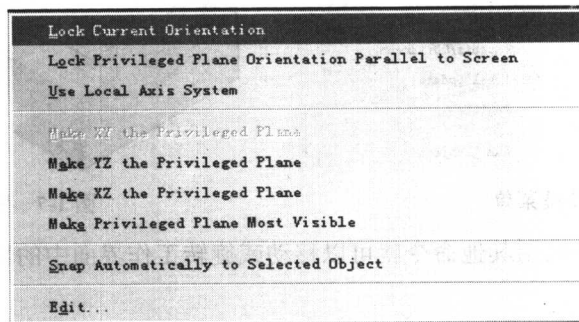 Lock Current Orientation
Lock Privileged Plane Orientation Parallel to Screen
Use Local Axis System
Make XY the Privileged Plane
Make YZ the Privileged Plane
Make XZ the Privileged Plane
Make Privileged Plane Most Visible
Snap Automatically to Selected Object
Edit...